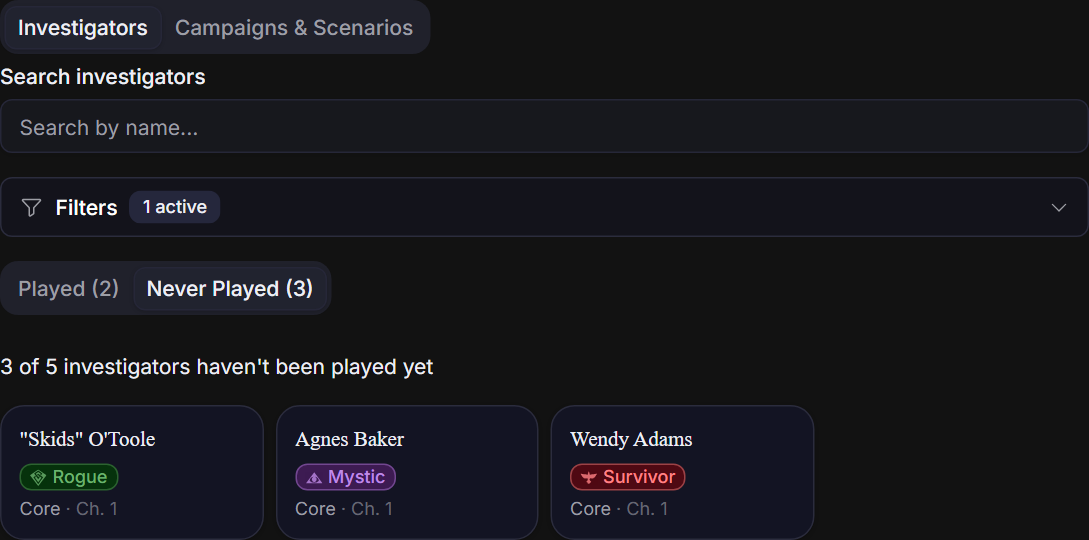 Investigators Campaigns & Scenarios
Search investigators
Search by name...
Filters 1 active
Played (2) Never Played (3)
3 of 5 investigators haven't been played yet
"Skids" O'Toole Agnes Baker Wendy Adams
Rogue Mystic Survivor
Core · Ch. 1 Core · Ch. 1 Core · Ch. 1